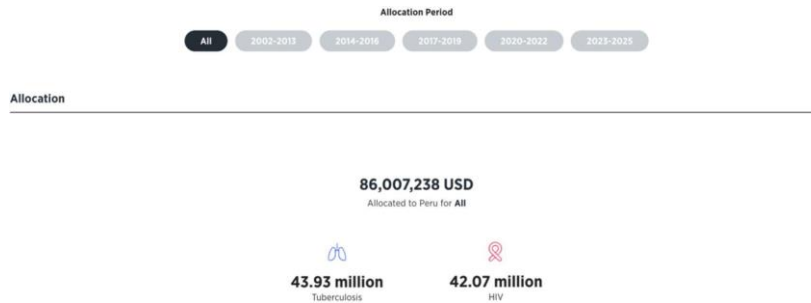 Allocation Period
All 2002-2013 2014-2016 2017-2019 2020-2022 2023-2025
Allocation
86,007,238 USD
Allocated to Peru for All
43.93 million 42.07 million
Tuberculosis HIV